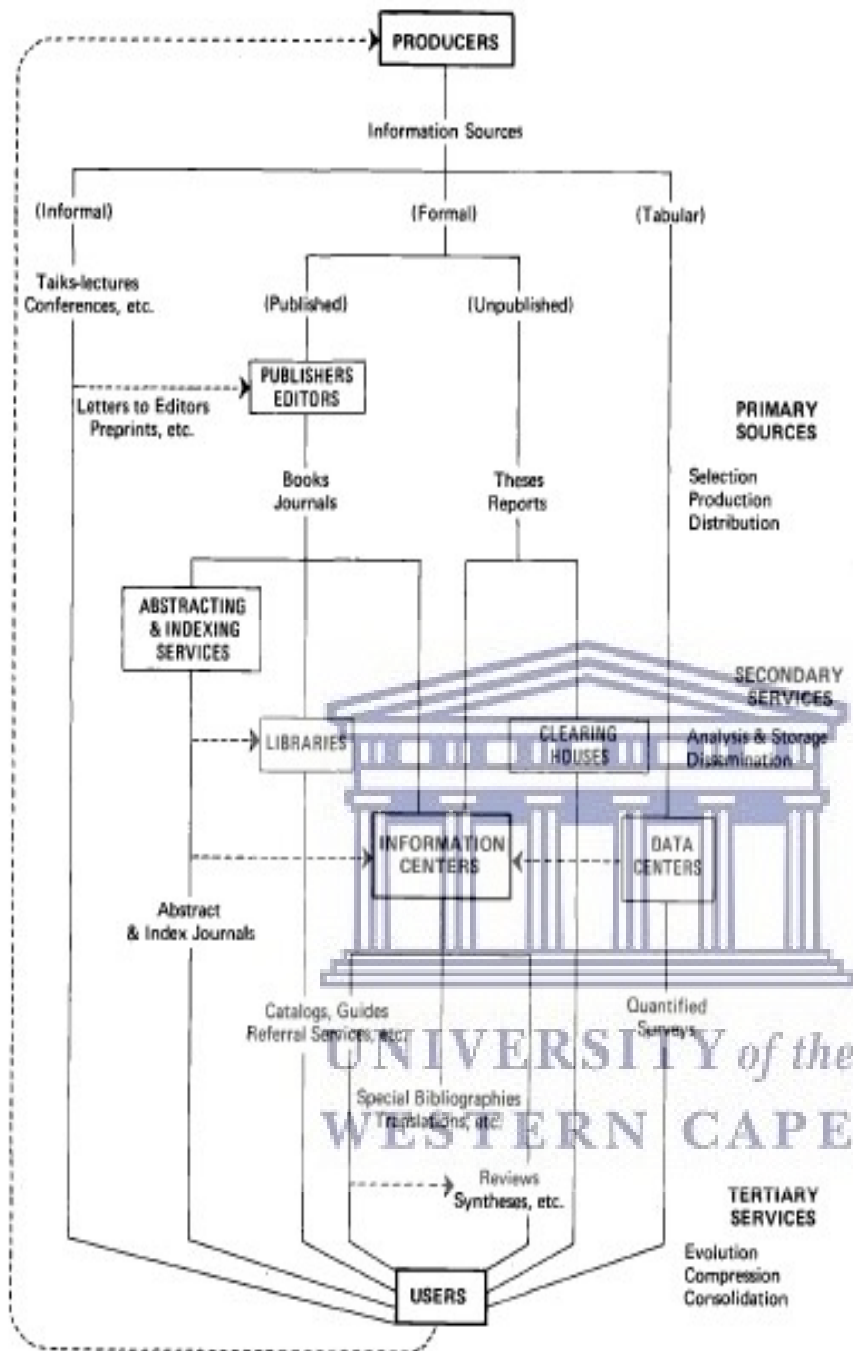 PRODUCERS
Information Sources
(Informal)
(Formal)
(Tabular)
Taiks-lectures
Conferences, etc.
(Published)
(Unpublished)
PUBLISHERS
EDITORS
Letters to Editors
Preprints, etc.
PRIMARY
SOURCES
Books
Journals
Theses
Reports
Selection
Production
Distribution
ABSTRACTING
& INDEXING
SERVICES
SECONDARY
SERVICES
LIBRARIES
CLEARING
HOUSES
Analysis & Storage
Dissemination
INFORMATION
CENTERS
DATA
CENTERS
Abstract
& Index Journals
Catalogs, Guides
Referral Services, etc.
Quantified
Surveys
UNIVERSITY of the
Special Bibliographies
Translations, etc.
WESTERN CAPE
Reviews
Syntheses, etc.
TERTIARY
SERVICES
Evolution
Compression
Consolidation
USERS